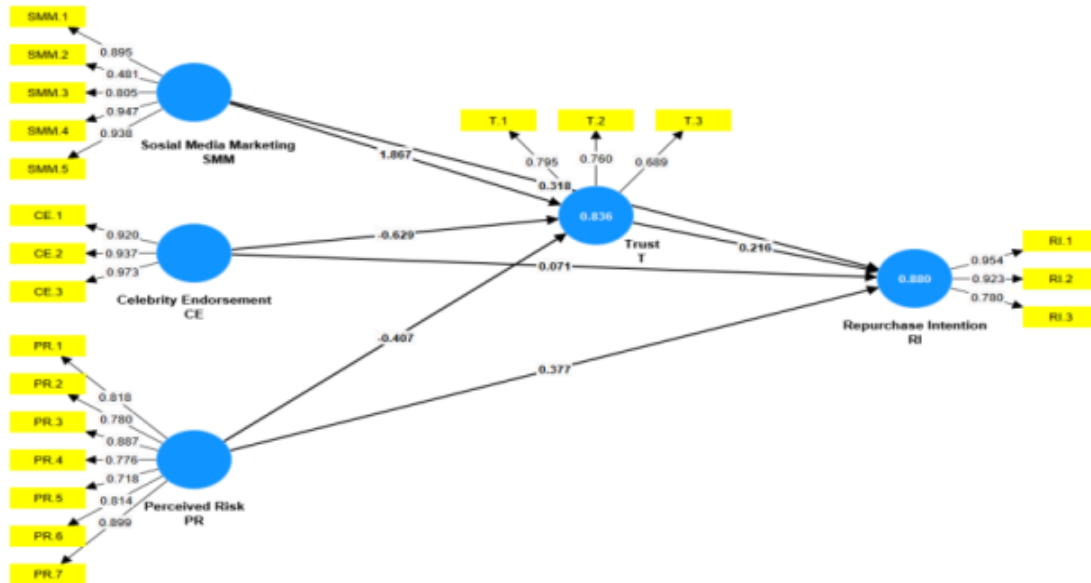 SMM.1
0.895
SMM.2
0.481
SMM.3
0.805
SMM.4
0.947
0.938
SMM.5
Sosial Media Marketing
SMM
1.867
0.318
T.1
T.2
T.3
0.795
0.760
0.689
0.836
Trust
T
0.216
CE.1
0.920
CE.2
0.937
0.973
CE.3
Celebrity Endorsement
CE
-0.629
0.071
RI.1
0.954
0.923
RI.2
0.780
RI.3
0.880
Repurchase Intention
RI
-0.407
0.377
PR.1
0.818
PR.2
0.780
PR.3
0.887
PR.4
0.776
0.718
PR.5
0.814
PR.6
0.899
PR.7
Perceived Risk
PR